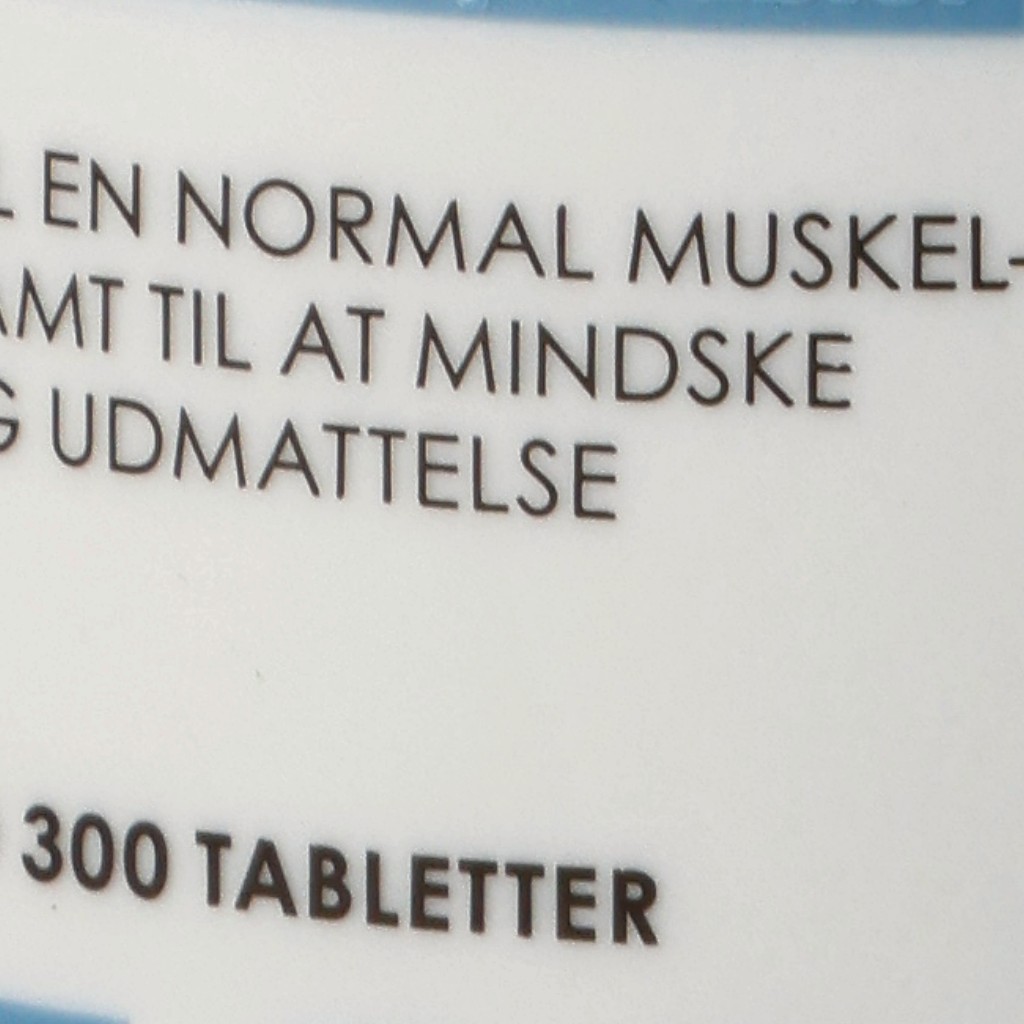 EN NORMAL MUSKEL-
TIL AT MINDSKE
UDMATTELSE
300 TABLETTER